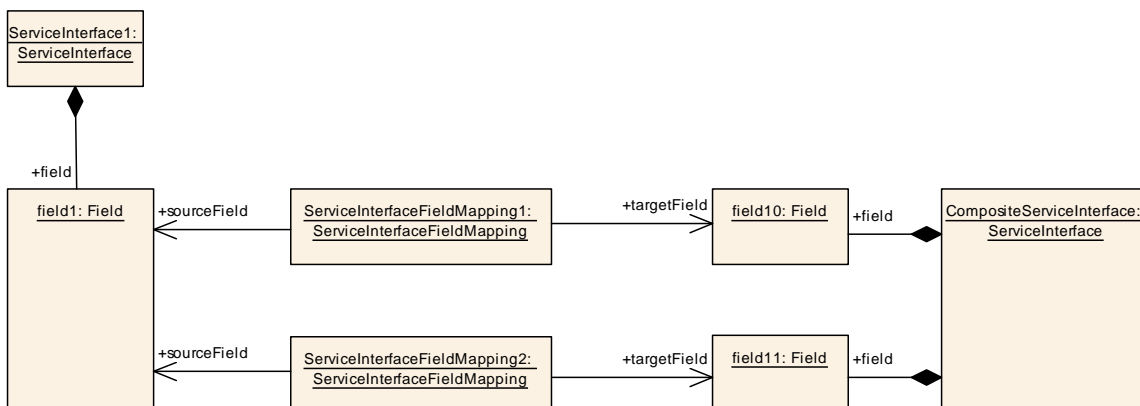 ServiceInterface1:
ServiceInterface
+field
field1: Field
+sourceField
ServiceInterfaceFieldMapping1:
ServiceInterfaceFieldMapping
+targetField
field10: Field
+field
CompositeServiceInterface:
ServiceInterface
+sourceField
ServiceInterfaceFieldMapping2:
ServiceInterfaceFieldMapping
+targetField
field11: Field
+field